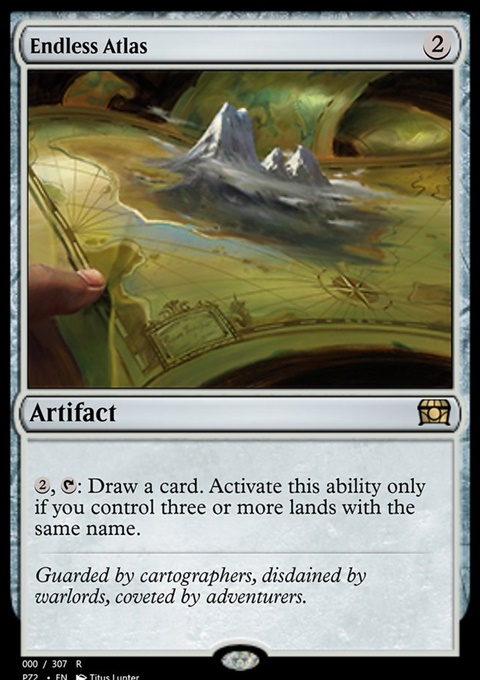 Endless Atlas 2
Artifact
2, T: Draw a card. Activate this ability only
if you control three or more lands with the
same name.
Guarded by cartographers, disdained by
warlords, coveted by adventurers.
000 / 307 R
PZ2 • EN Titus Lunter